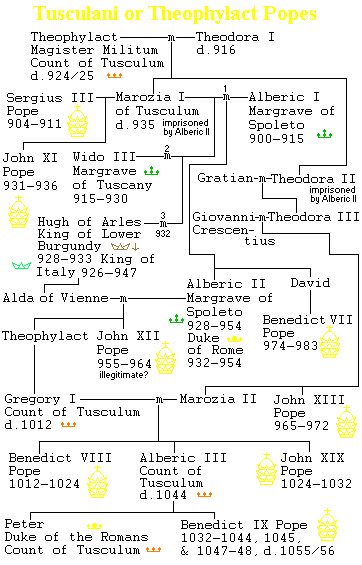 Tusculani or Theophylact Popes
Theophylact m Theodora I
Magister Militum d.916
Count of Tusculum
d.924/25
Sergius III
Pope
904-911
Marozia I
of Tusculum
d.935 imprisoned
by Alberic II
1
m
Alberic I
Margrave of
Spoleto
900-915
John XI
Pope
931-936
Wido III
Margrave
of Tuscany
915-930
2
m
Gratian m Theodora II
imprisoned
by Alberic II
Hugh of Arles
King of Lower
Burgundy
928-933 King of
Italy 926-947
3
m
932
Giovanni m Theodora III
Crescen-
tius
Alda of Vienne m
Alberic II
Margrave of
Spoleto
928-954
Duke
of Rome
932-954
David
Benedict VII
Pope
974-983
Theophylact
John XII
Pope
955-964
illegitimate?
Gregory I m Marozia II
Count of Tusculum
d.1012
John XIII
Pope
965-972
Benedict VIII
Pope
1012-1024
Alberic III
Count of
Tusculum
d.1044
John XIX
Pope
1024-1032
Peter
Duke of the Romans
Count of Tusculum
Benedict IX Pope
1032-1044, 1045,
& 1047-48, d.1055/56